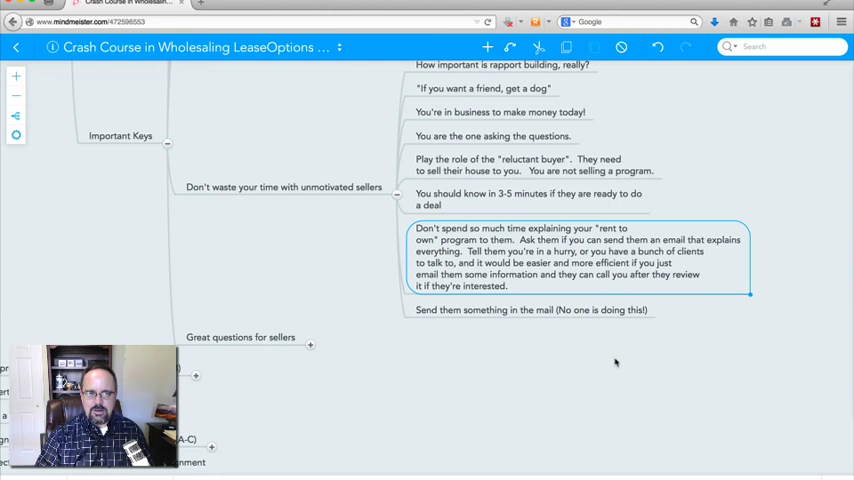 Crash Course in Wholesaling LeaseOptions ...
www.mindmeister.com/472596553
Google
Crash Course in Wholesaling LeaseOptions ...
Search
How important is rapport building, really?
"If you want a friend, get a dog"
You're in business to make money today!
Important Keys
You are the one asking the questions.
Play the role of the "reluctant buyer". They need
to sell their house to you. You are not selling a program.
Don't waste your time with unmotivated sellers
You should know in 3-5 minutes if they are ready to do
a deal
Don't spend so much time explaining your "rent to
own" program to them. Ask them if you can send them an email that explains
everything. Tell them you're in a hurry, or you have a bunch of clients
to talk to, and it would be easier and more efficient if you just
email them some information and they can call you after they review
it if they're interested.
Send them something in the mail (No one is doing this!)
Great questions for sellers
A-C)